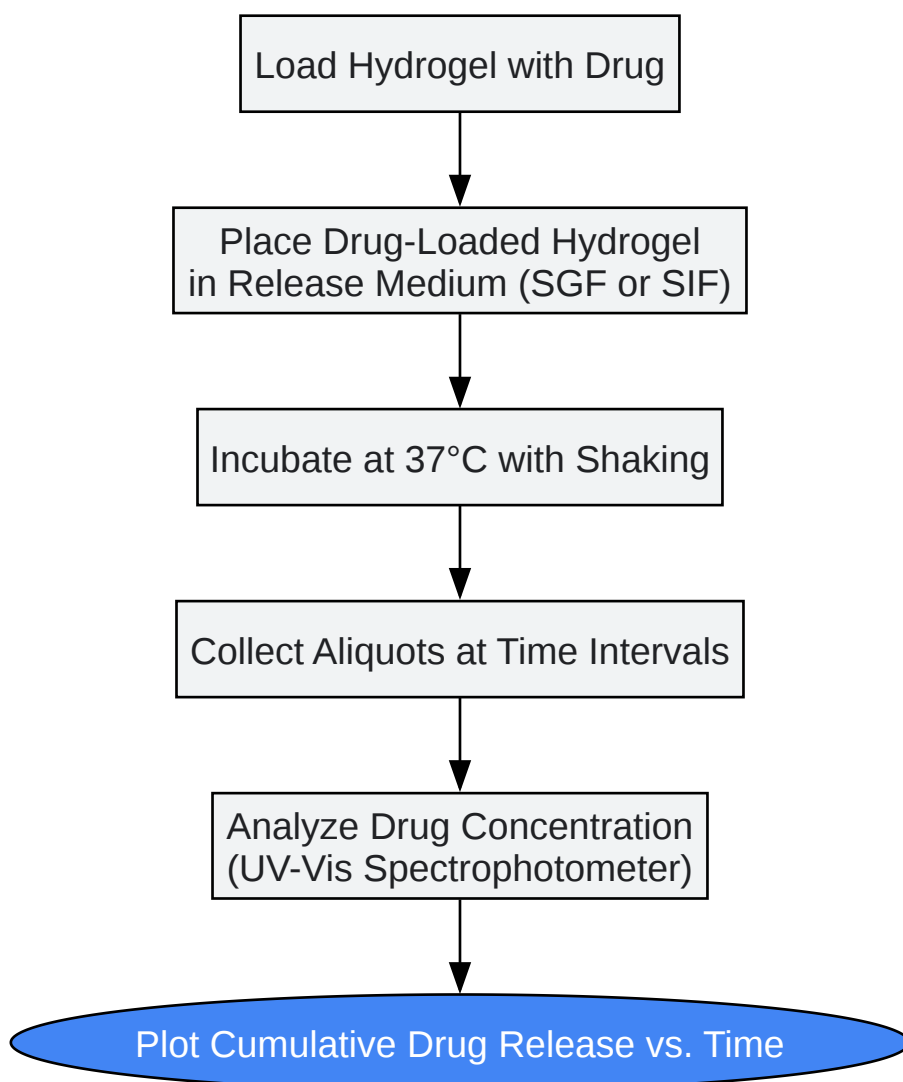 Load Hydrogel with Drug
Place Drug-Loaded Hydrogel
in Release Medium (SGF or SIF)
Incubate at 37°C with Shaking
Collect Aliquots at Time Intervals
Analyze Drug Concentration
(UV-Vis Spectrophotometer)
Plot Cumulative Drug Release vs. Time